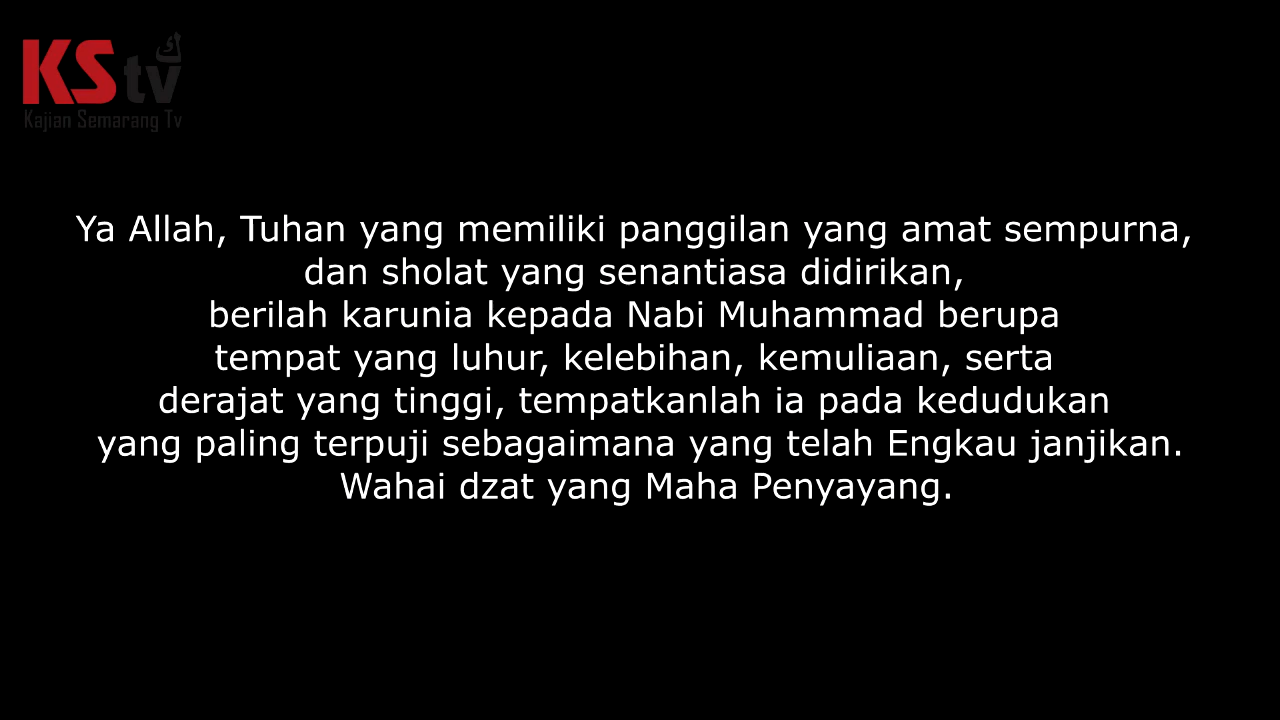 KStv ك
Kajian Semarang Tv
Ya Allah, Tuhan yang memiliki panggilan yang amat sempurna,
dan sholat yang senantiasa didirikan,
berilah karunia kepada Nabi Muhammad berupa
tempat yang luhur, kelebihan, kemuliaan, serta
derajat yang tinggi, tempatkanlah ia pada kedudukan
yang paling terpuji sebagaimana yang telah Engkau janjikan.
Wahai dzat yang Maha Penyayang.